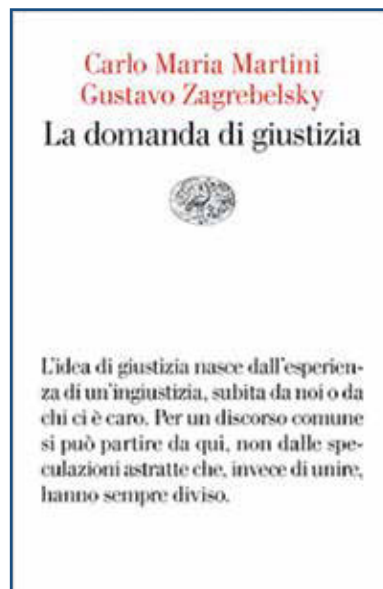 Carlo Maria Martini
Gustavo Zagrebelsky
La domanda di giustizia
L'idea di giustizia nasce dall'esperien-
za di un'ingiustizia, subita da noi o da
chi ci è caro. Per un discorso comune
si può partire da qui, non dalle spe-
culazioni astratte che, invece di unire,
hanno sempre diviso.